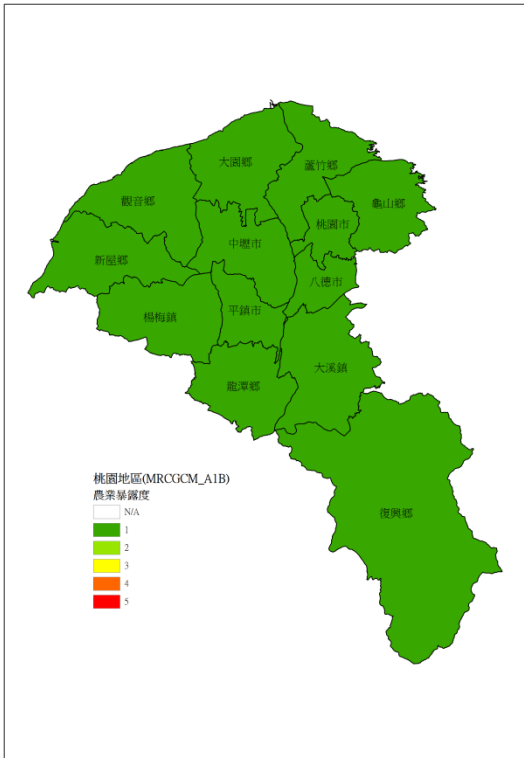 大園鄉
蘆竹鄉
觀音鄉
龜山鄉
桃園市
中壢市
新屋鄉
八德市
楊梅鎮
平鎮市
大溪鎮
龍潭鄉
復興鄉
桃園地區(MRCGCM_A1B)
農業暴露度
N/A
1
2
3
4
5